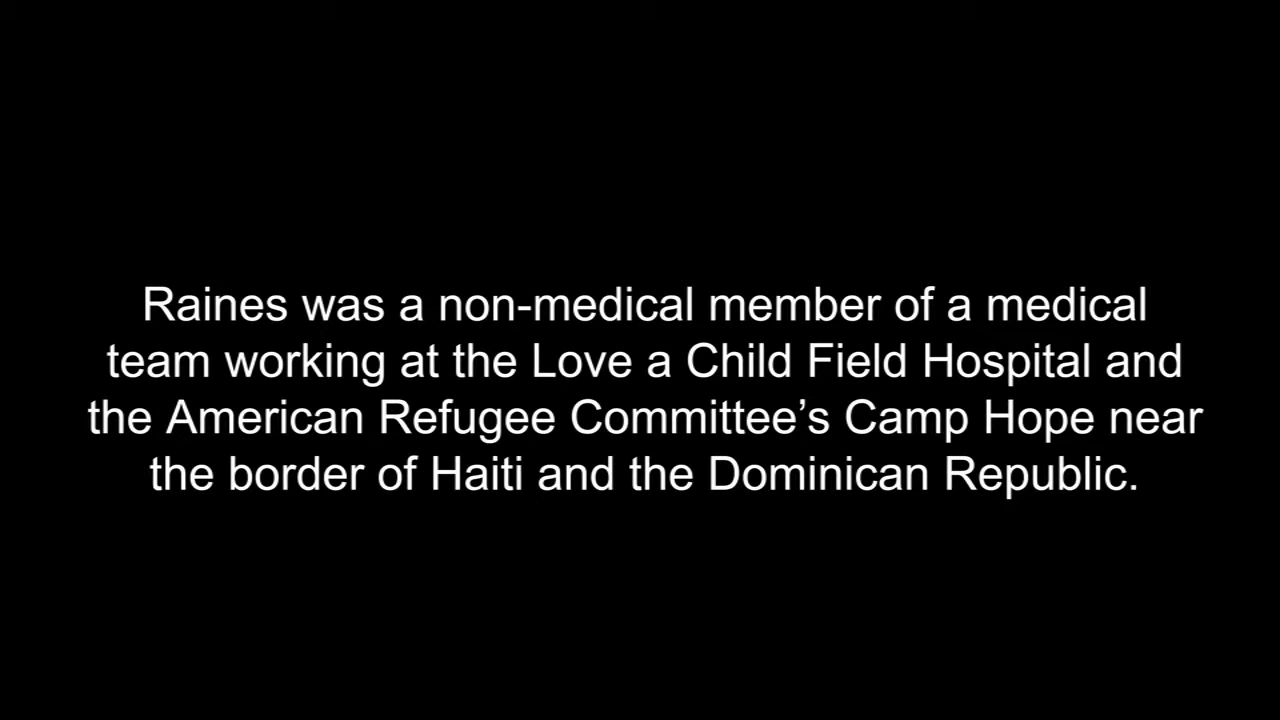 Raines was a non-medical member of a medical
team working at the Love a Child Field Hospital and
the American Refugee Committee’s Camp Hope near
the border of Haiti and the Dominican Republic.